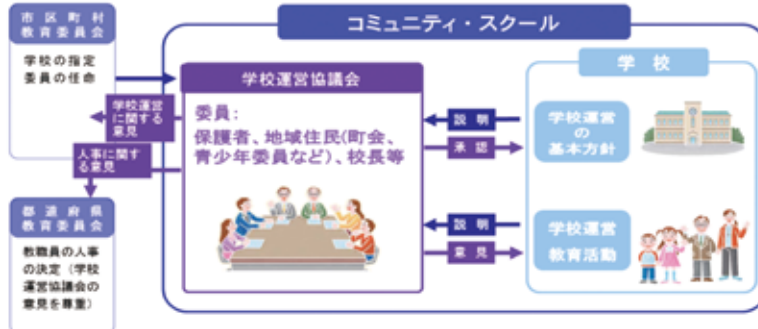 コミュニティ・スクール
市区町村
教育委員会
学校の指定
委員の任命
学校運営
に関する
意見
人事に関す
る意見
都道府県
教育委員会
教職員の人事
の決定（学校
運営協議会の
意見を尊重）
学校運営協議会
委員：
保護者、地域住民(町会、
青少年委員など)、校長等
説明
承認
説明
意見
学校
学校運営
の
基本方針
学校運営
教育活動